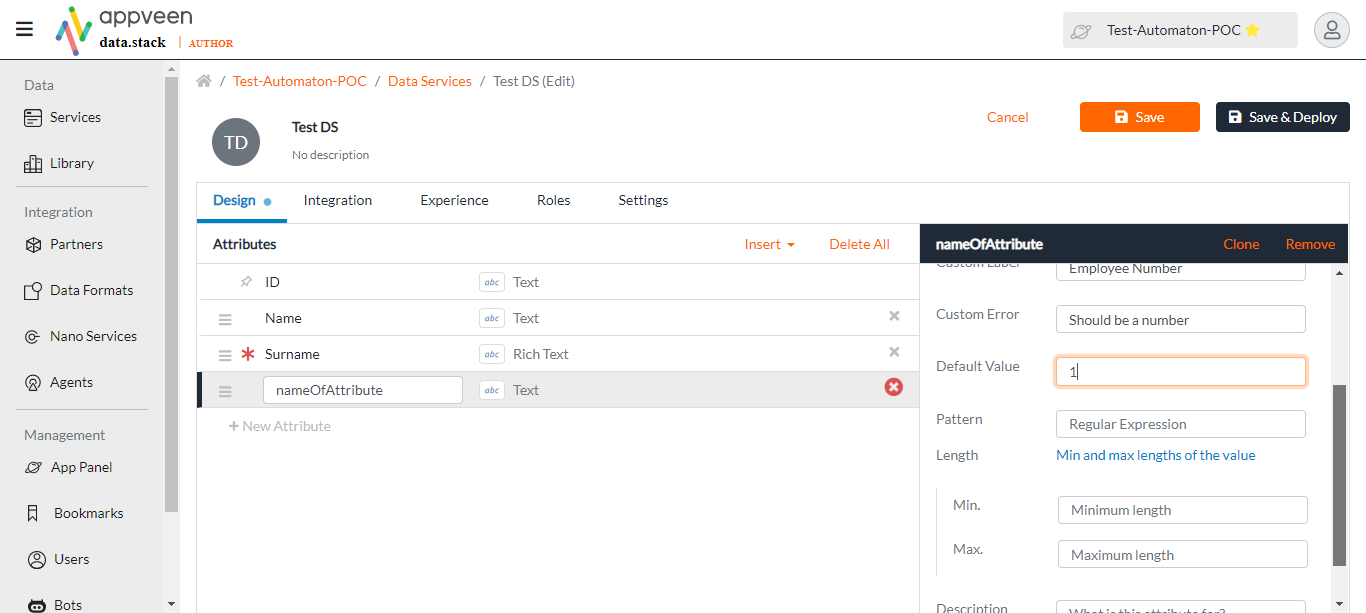 appveen
data.stack | AUTHOR
Test-Automaton-POC
Data
Services
Library
Integration
Partners
Data Formats
Nano Services
Agents
Management
App Panel
Bookmarks
Users
Bots
/ Test-Automaton-POC / Data Services / Test DS (Edit)
TD
Test DS
No description
Cancel
Save
Save & Deploy
Design
Integration
Experience
Roles
Settings
Attributes
Insert
Delete All
ID abc Text
Name abc Text
Surname abc Rich Text
nameOfAttribute abc Text
+ New Attribute
nameOfAttribute
Clone
Remove
Custom Label Employee Number
Custom Error Should be a number
Default Value 1
Pattern Regular Expression
Length Min and max lengths of the value
Min. Minimum length
Max. Maximum length
Description What is this attribute for?